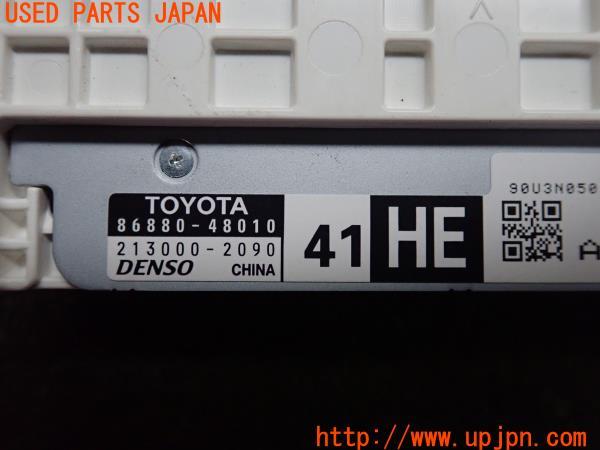 USED PARTS JAPAN
90U3N050
TOYOTA
86880-48010
213000-2090
DENSO CHINA
41 HE
A
http://www.upjpn.com/